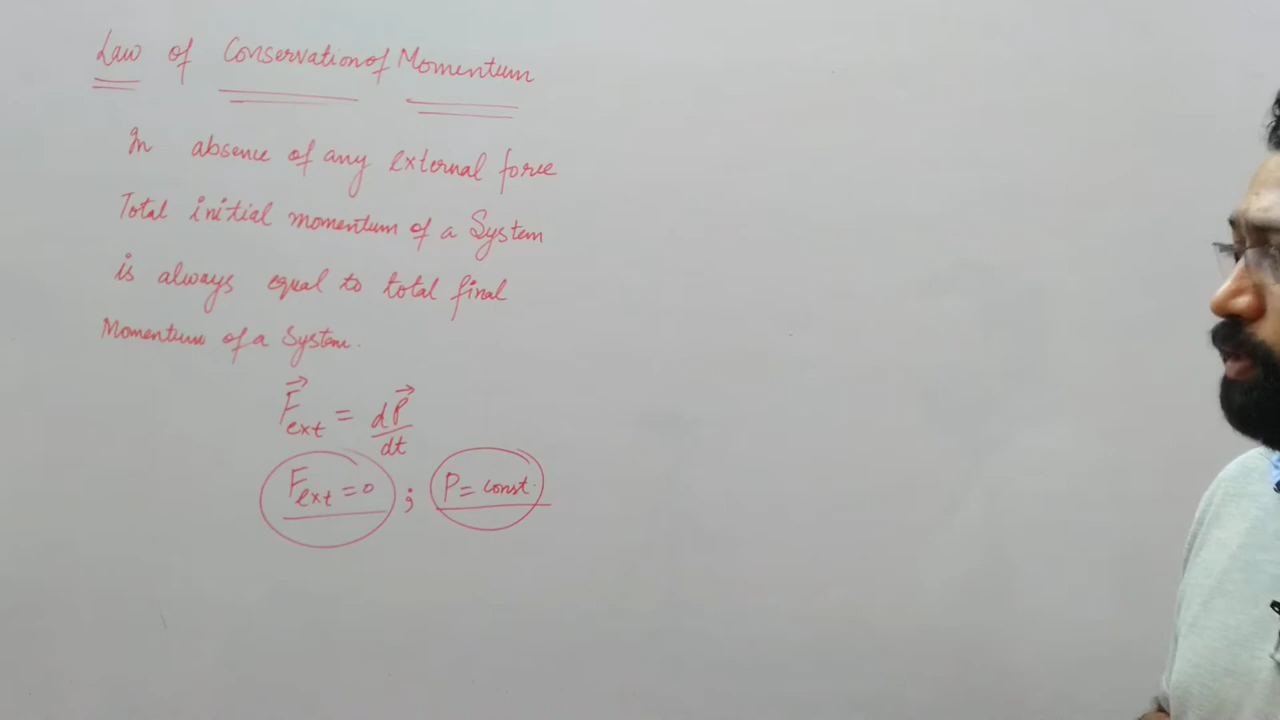 Law of Conservation of Momentum
In absence of any external force
Total initial momentum of a System
is always equal to total final
Momentum of a System.
F⃗ext = dP⃗/dt
Fext = 0 ; P = const.